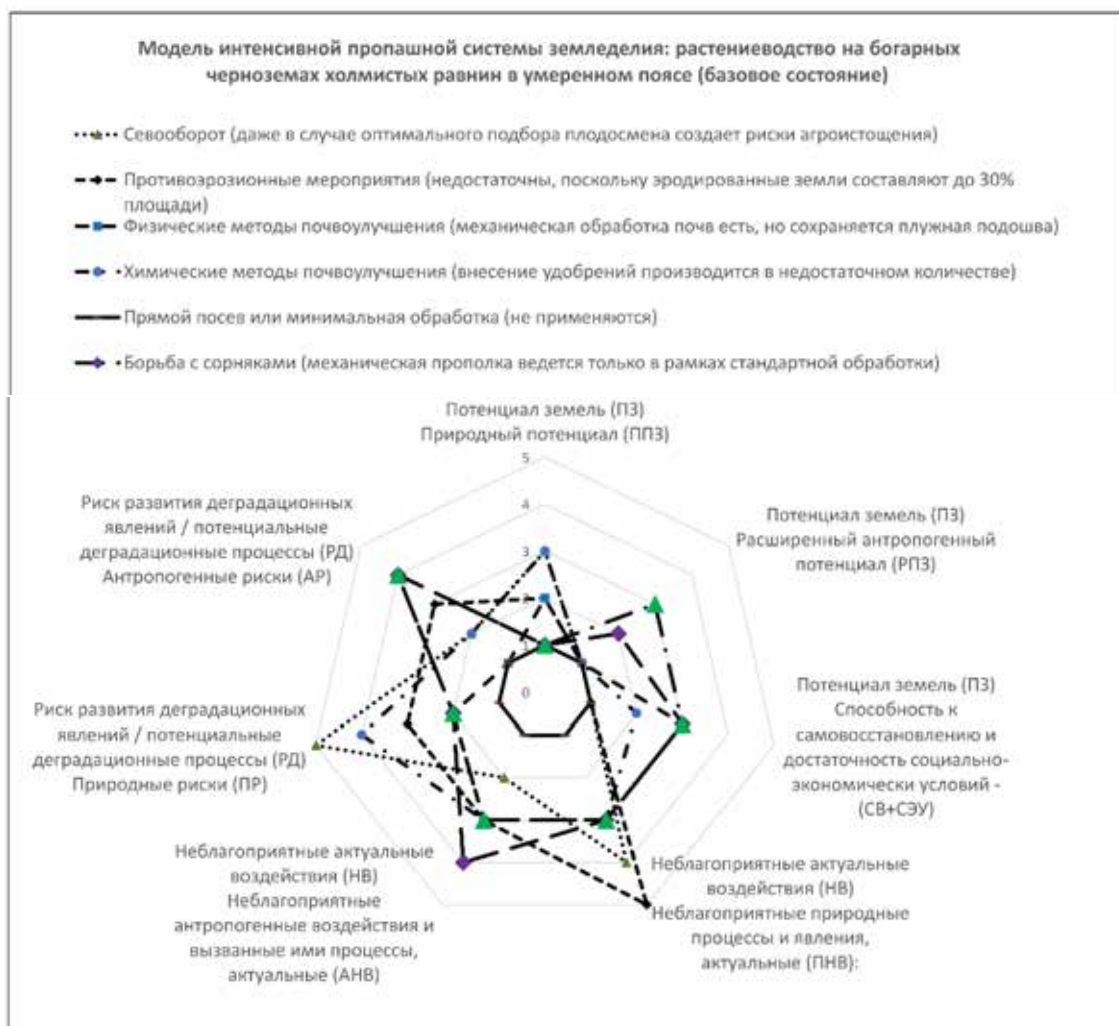 Модель интенсивной пропашной системы земледелия: растениеводство на богарных
черноземах холмистых равнин в умеренном поясе (базовое состояние)
Севооборот (даже в случае оптимального подбора плодосмена создает риски агроистощения)
Противоэрозионные мероприятия (недостаточны, поскольку эродированные земли составляют до 30%
площади)
Физические методы почвоулучшения (механическая обработка почв есть, но сохраняется плужная подошва)
Химические методы почвоулучшения (внесение удобрений производится в недостаточном количестве)
Прямой посев или минимальная обработка (не применяются)
Борьба с сорняками (механическая прополка ведется только в рамках стандартной обработки)
Потенциал земель (ПЗ)
Природный потенциал (ППЗ)
5
4
3
2
1
0
Потенциал земель (ПЗ)
Расширенный антропогенный
потенциал (РПЗ)
Потенциал земель (ПЗ)
Способность к
самовосстановлению и
достаточность социально-
экономически условий -
(СВ+СЭУ)
Неблагоприятные актуальные
воздействия (НВ)
Неблагоприятные природные
процессы и явления,
актуальные (ПНВ):
Неблагоприятные актуальные
воздействия (НВ)
Неблагоприятные
антропогенные воздействия и
вызванные ими процессы,
актуальные (АНВ)
Риск развития деградационных
явлений / потенциальные
деградационные процессы (РД)
Природные риски (ПР)
Риск развития деградационных
явлений / потенциальные
деградационные процессы (РД)
Антропогенные риски (АР)